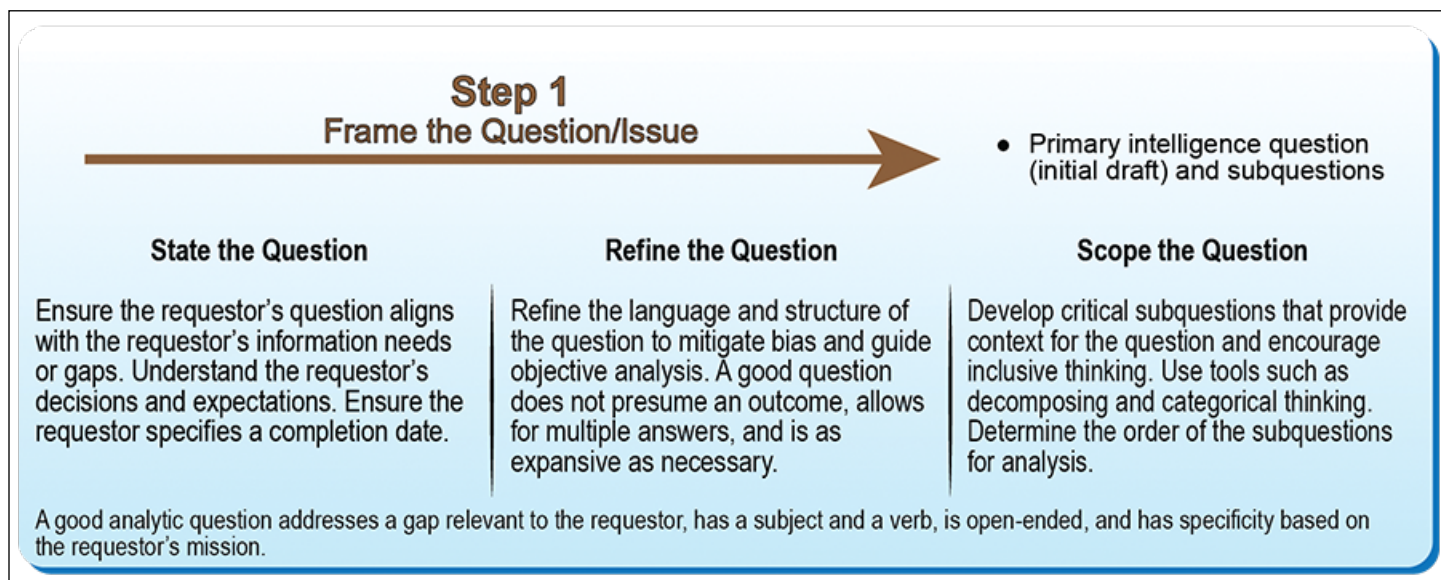 Step 1
Frame the Question/Issue
● Primary intelligence question
(initial draft) and subquestions
State the Question
Ensure the requestor’s question aligns
with the requestor’s information needs
or gaps. Understand the requestor’s
decisions and expectations. Ensure the
requestor specifies a completion date.
Refine the Question
Refine the language and structure of
the question to mitigate bias and guide
objective analysis. A good question
does not presume an outcome, allows
for multiple answers, and is as
expansive as necessary.
Scope the Question
Develop critical subquestions that provide
context for the question and encourage
inclusive thinking. Use tools such as
decomposing and categorical thinking.
Determine the order of the subquestions
for analysis.
A good analytic question addresses a gap relevant to the requestor, has a subject and a verb, is open-ended, and has specificity based on
the requestor’s mission.